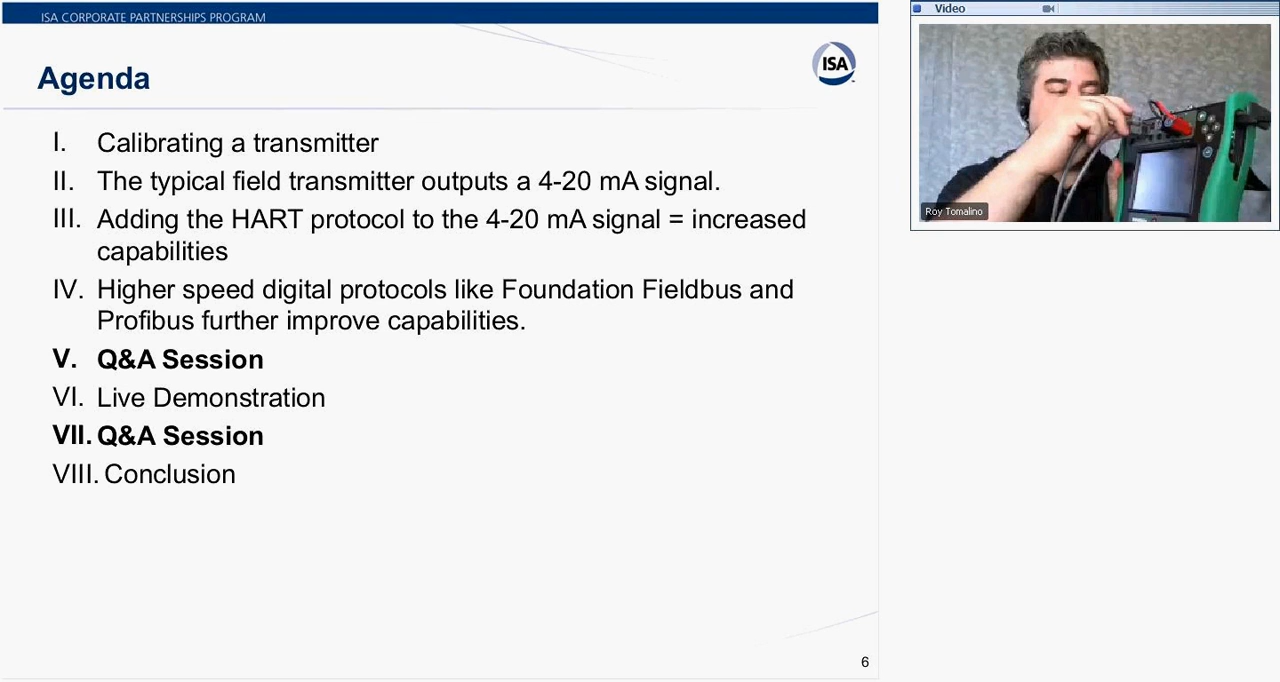 ISA CORPORATE PARTNERSHIPS PROGRAM
ISA
Agenda
I. Calibrating a transmitter
II. The typical field transmitter outputs a 4-20 mA signal.
III. Adding the HART protocol to the 4-20 mA signal = increased
capabilities
IV. Higher speed digital protocols like Foundation Fieldbus and
Profibus further improve capabilities.
V. Q&A Session
VI. Live Demonstration
VII. Q&A Session
VIII. Conclusion
6
Video
Roy Tomalino